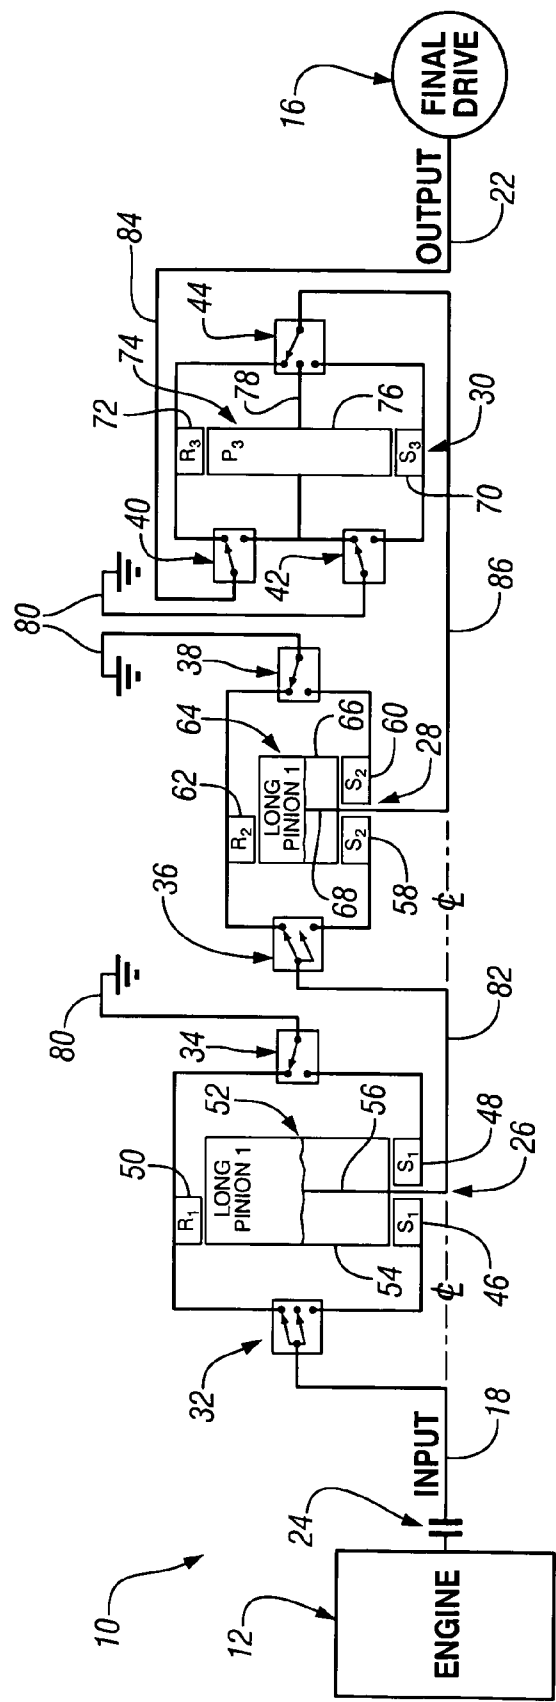 10
12
ENGINE
24
INPUT
18
32
50
R₁
LONG
PINION 1
52
54
56
S₁
S₁
46
48
26
℄
34
80
82
36
62
R₂
LONG
PINION 1
64
66
68
S₂
S₂
58
60
28
℄
38
80
40
42
72
R₃
74
P₃
76
78
S₃
70
30
44
84
86
OUTPUT
22
16
FINAL
DRIVE